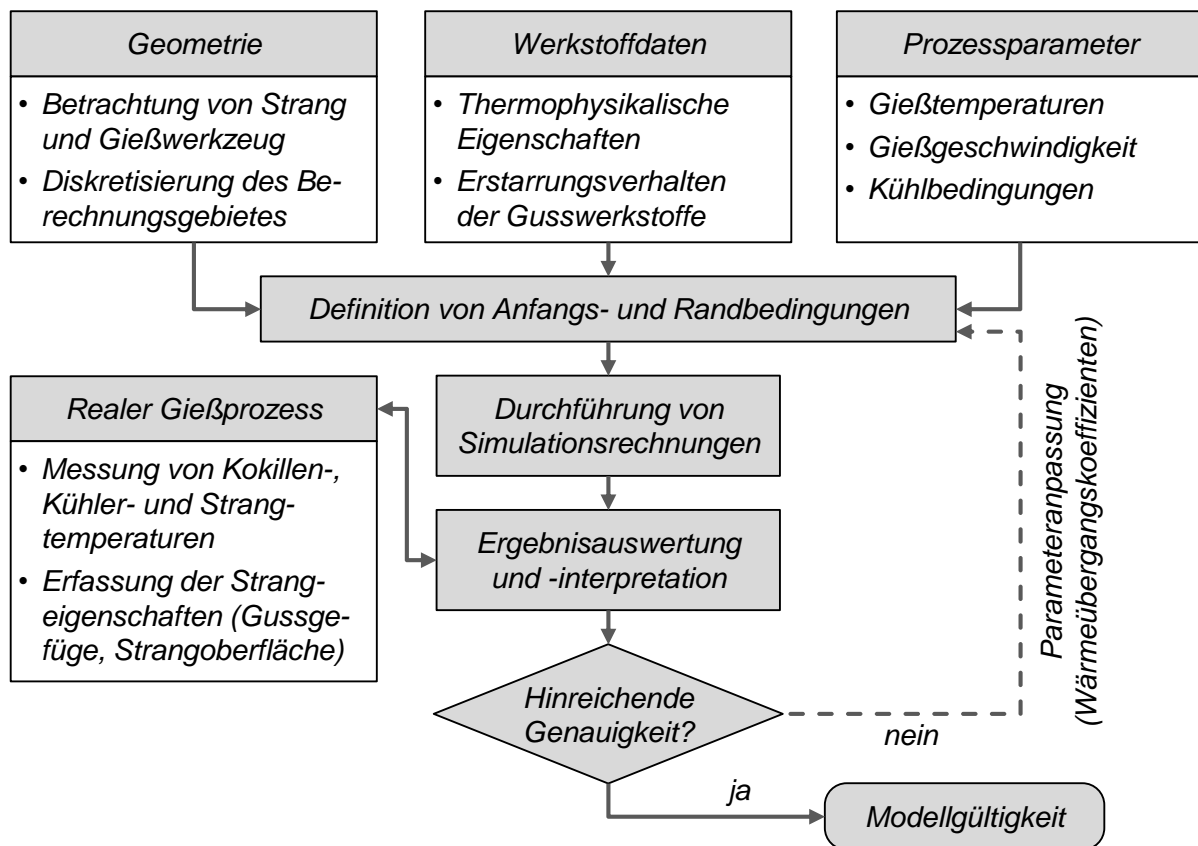 Geometrie
• Betrachtung von Strang
und Gießwerkzeug
• Diskretisierung des Be-
rechnungsgebietes
Werkstoffdaten
• Thermophysikalische
Eigenschaften
• Erstarrungsverhalten
der Gusswerkstoffe
Prozessparameter
• Gießtemperaturen
• Gießgeschwindigkeit
• Kühlbedingungen
Definition von Anfangs- und Randbedingungen
Realer Gießprozess
• Messung von Kokillen-,
Kühler- und Strang-
temperaturen
• Erfassung der Strang-
eigenschaften (Gussge-
füge, Strangoberfläche)
Durchführung von
Simulationsrechnungen
Ergebnisauswertung
und -interpretation
Hinreichende
Genauigkeit?
nein
Parameteranpassung
(Wärmeübergangskoeffizienten)
ja
Modellgültigkeit